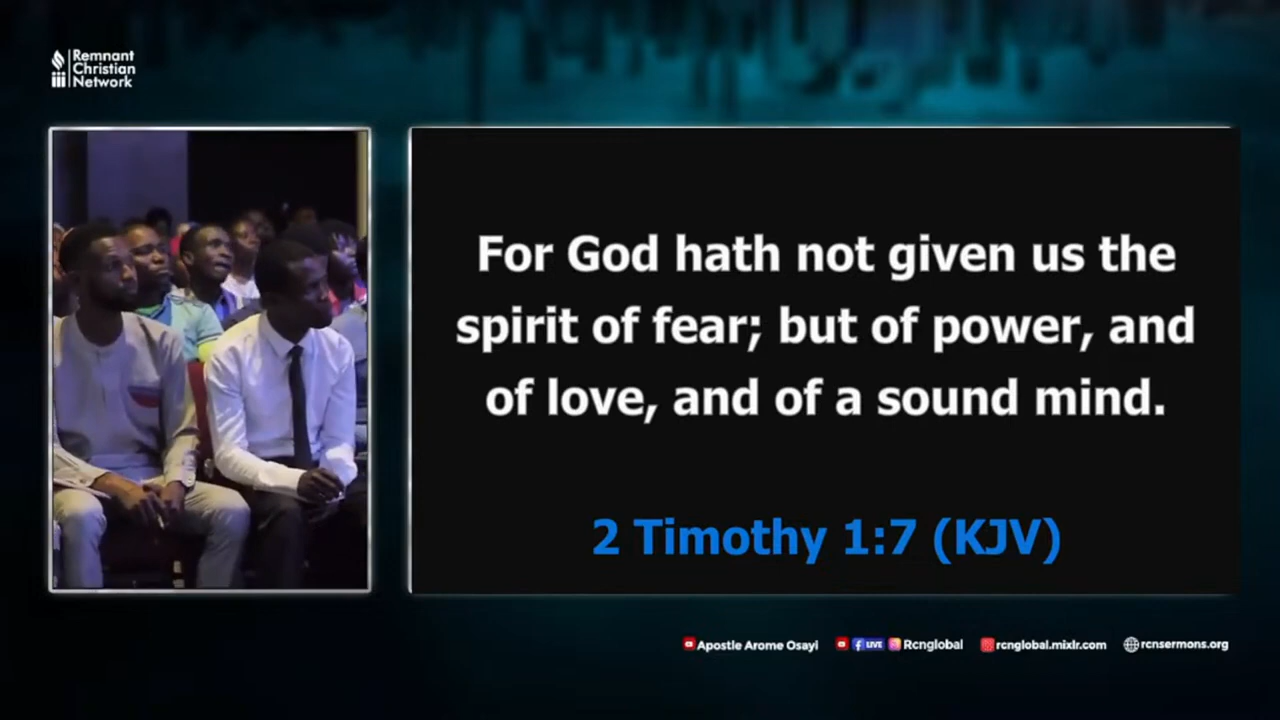 Remnant
Christian
Network
For God hath not given us the
spirit of fear; but of power, and
of love, and of a sound mind.
2 Timothy 1:7 (KJV)
Apostle Arome Osayi LIVE Rcnglobal rcnglobal.mixlr.com rcnsermons.org